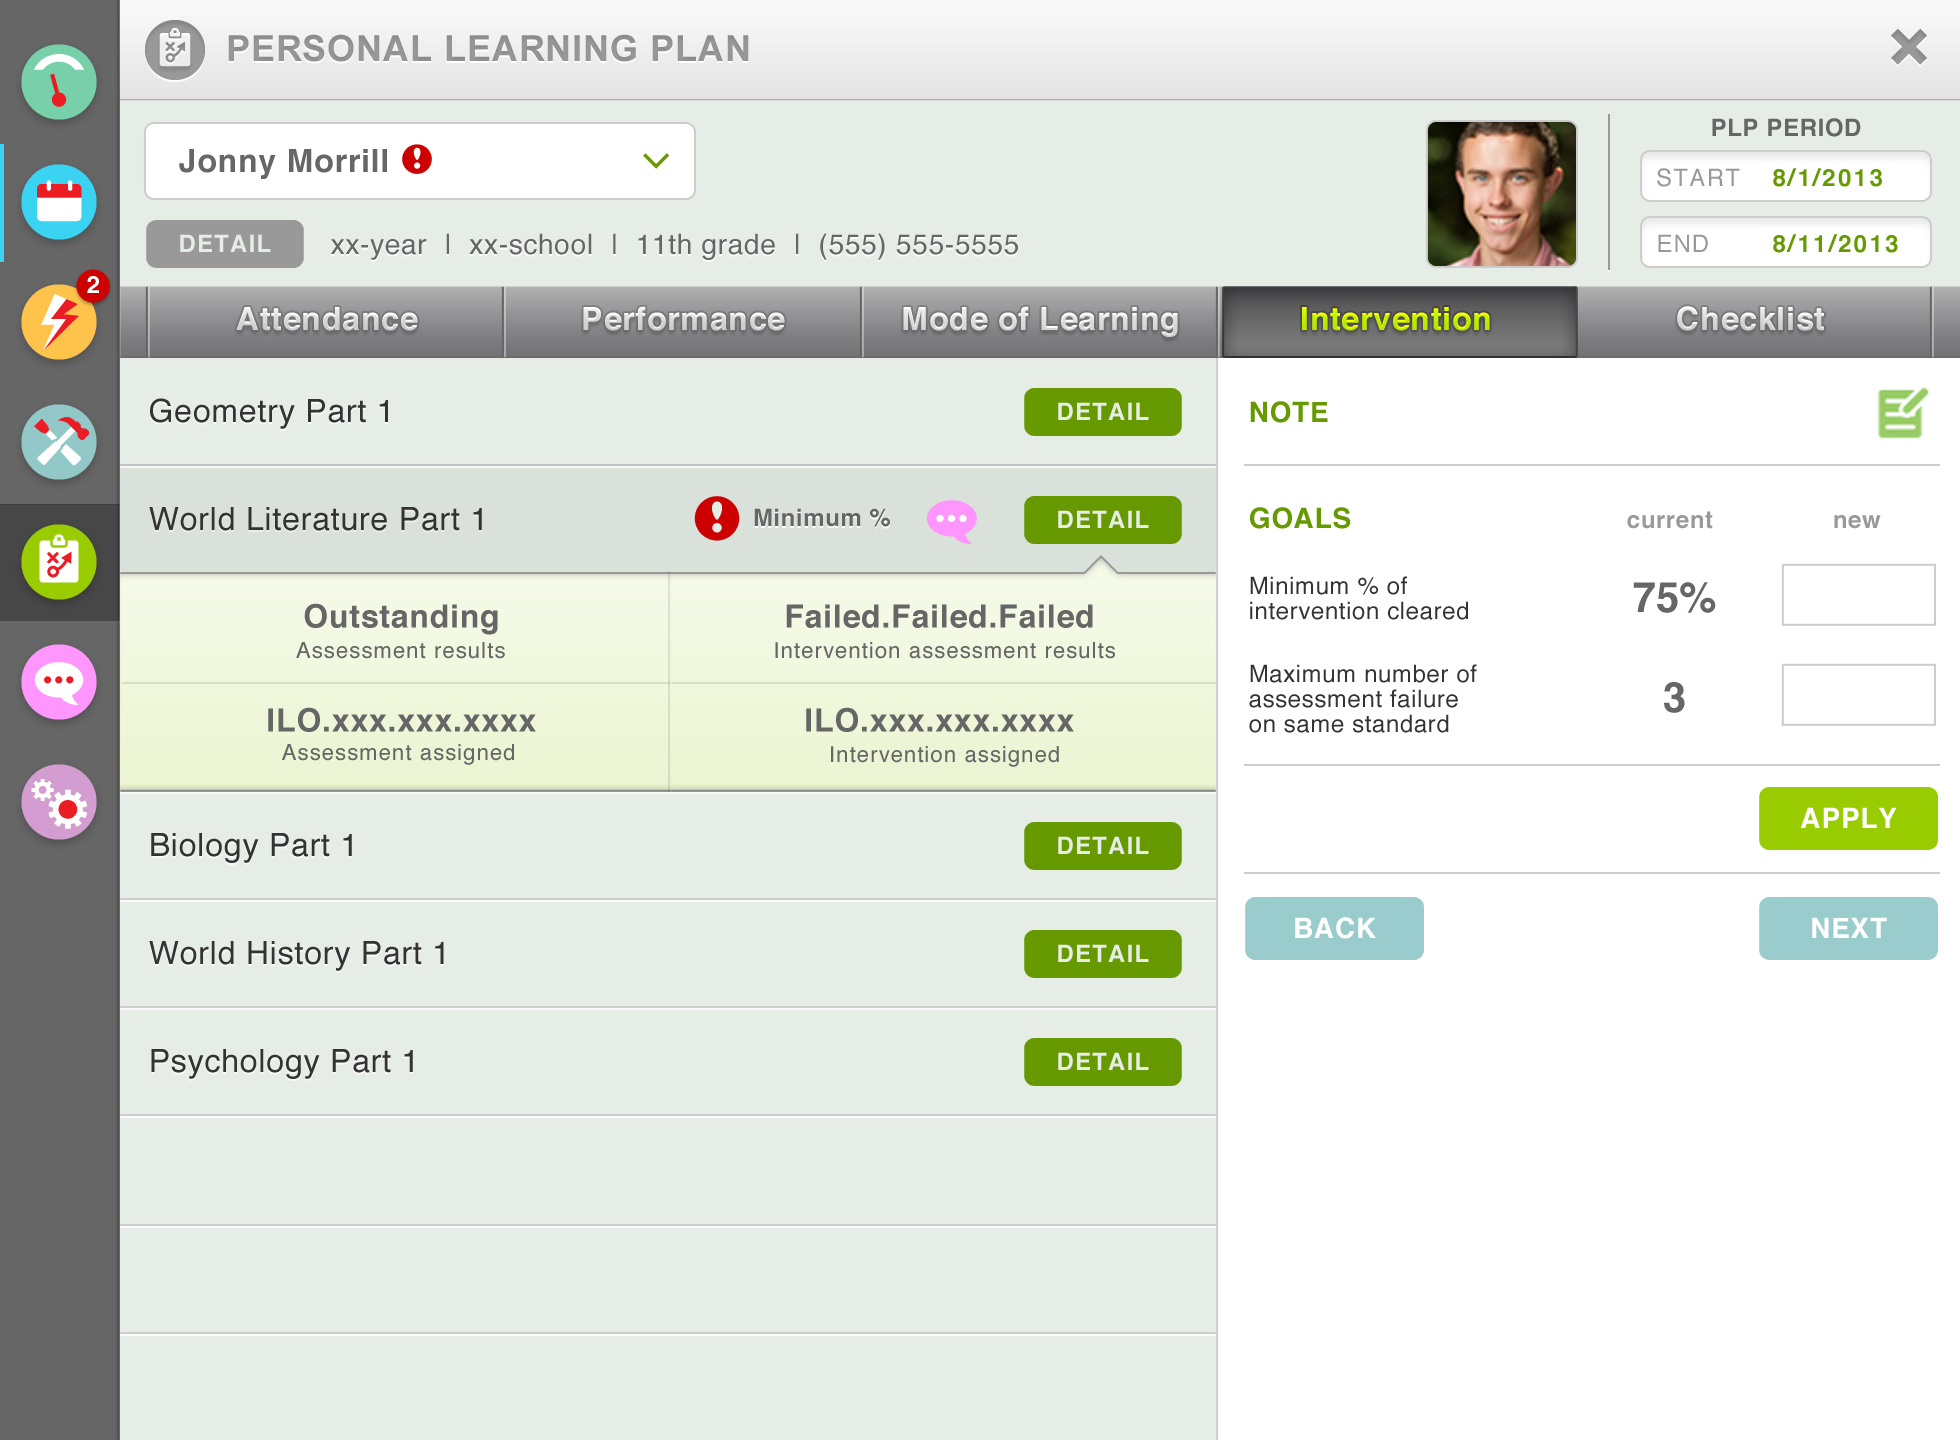 PERSONAL LEARNING PLAN
Jonny Morrill
DETAIL xx-year | xx-school | 11th grade | (555) 555-5555
PLP PERIOD
START 8/1/2013
END 8/11/2013
2
Attendance Performance Mode of Learning Intervention Checklist
Geometry Part 1 DETAIL
World Literature Part 1 Minimum % DETAIL
Outstanding
Assessment results
Failed.Failed.Failed
Intervention assessment results
ILO.xxx.xxx.xxxx
Assessment assigned
ILO.xxx.xxx.xxxx
Intervention assigned
Biology Part 1 DETAIL
World History Part 1 DETAIL
Psychology Part 1 DETAIL
NOTE
GOALS current new
Minimum % of
intervention cleared
75%
Maximum number of
assessment failure
on same standard
3
APPLY
BACK NEXT